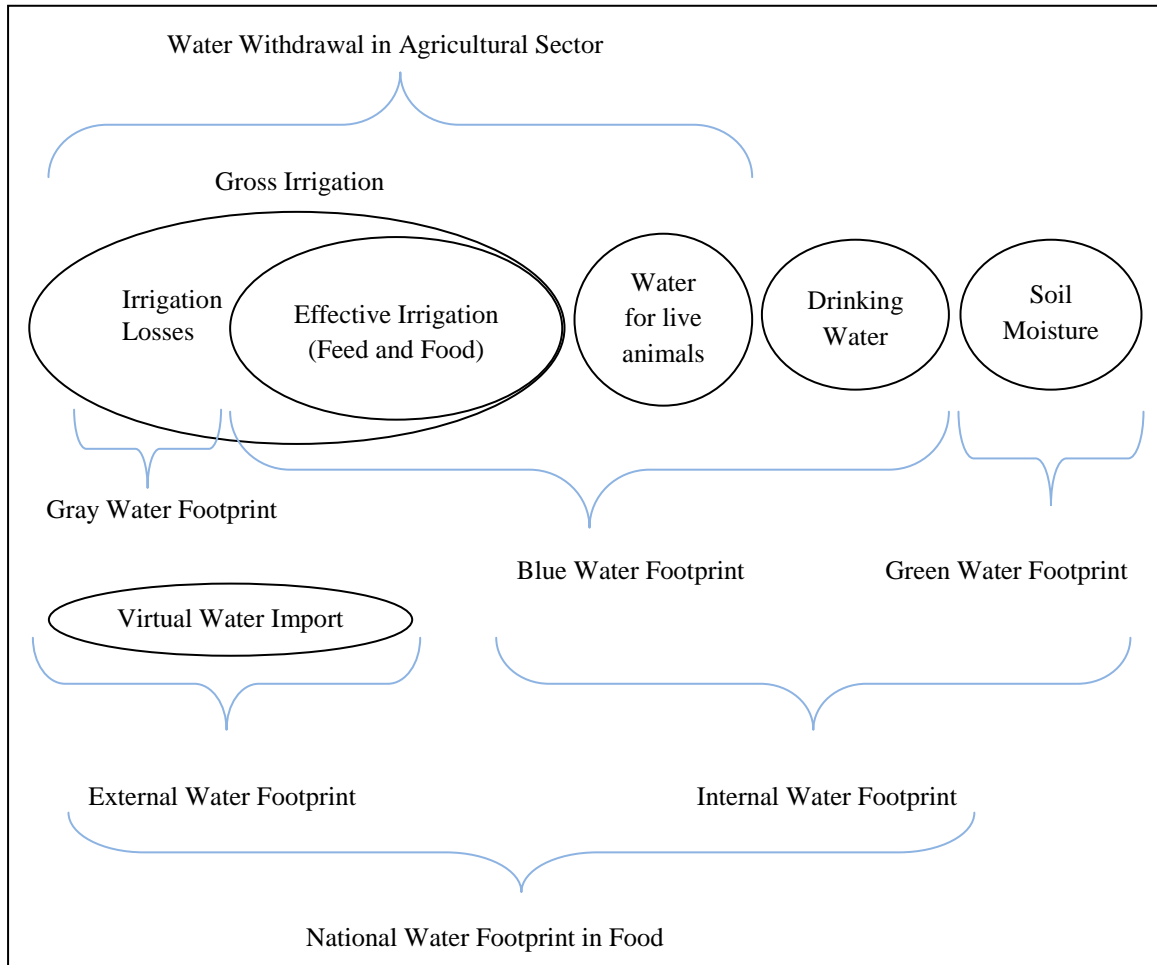 Water Withdrawal in Agricultural Sector
Gross Irrigation
Irrigation
Losses
Effective Irrigation
(Feed and Food)
Water
for live
animals
Drinking
Water
Soil
Moisture
Gray Water Footprint
Blue Water Footprint
Green Water Footprint
Virtual Water Import
External Water Footprint
Internal Water Footprint
National Water Footprint in Food